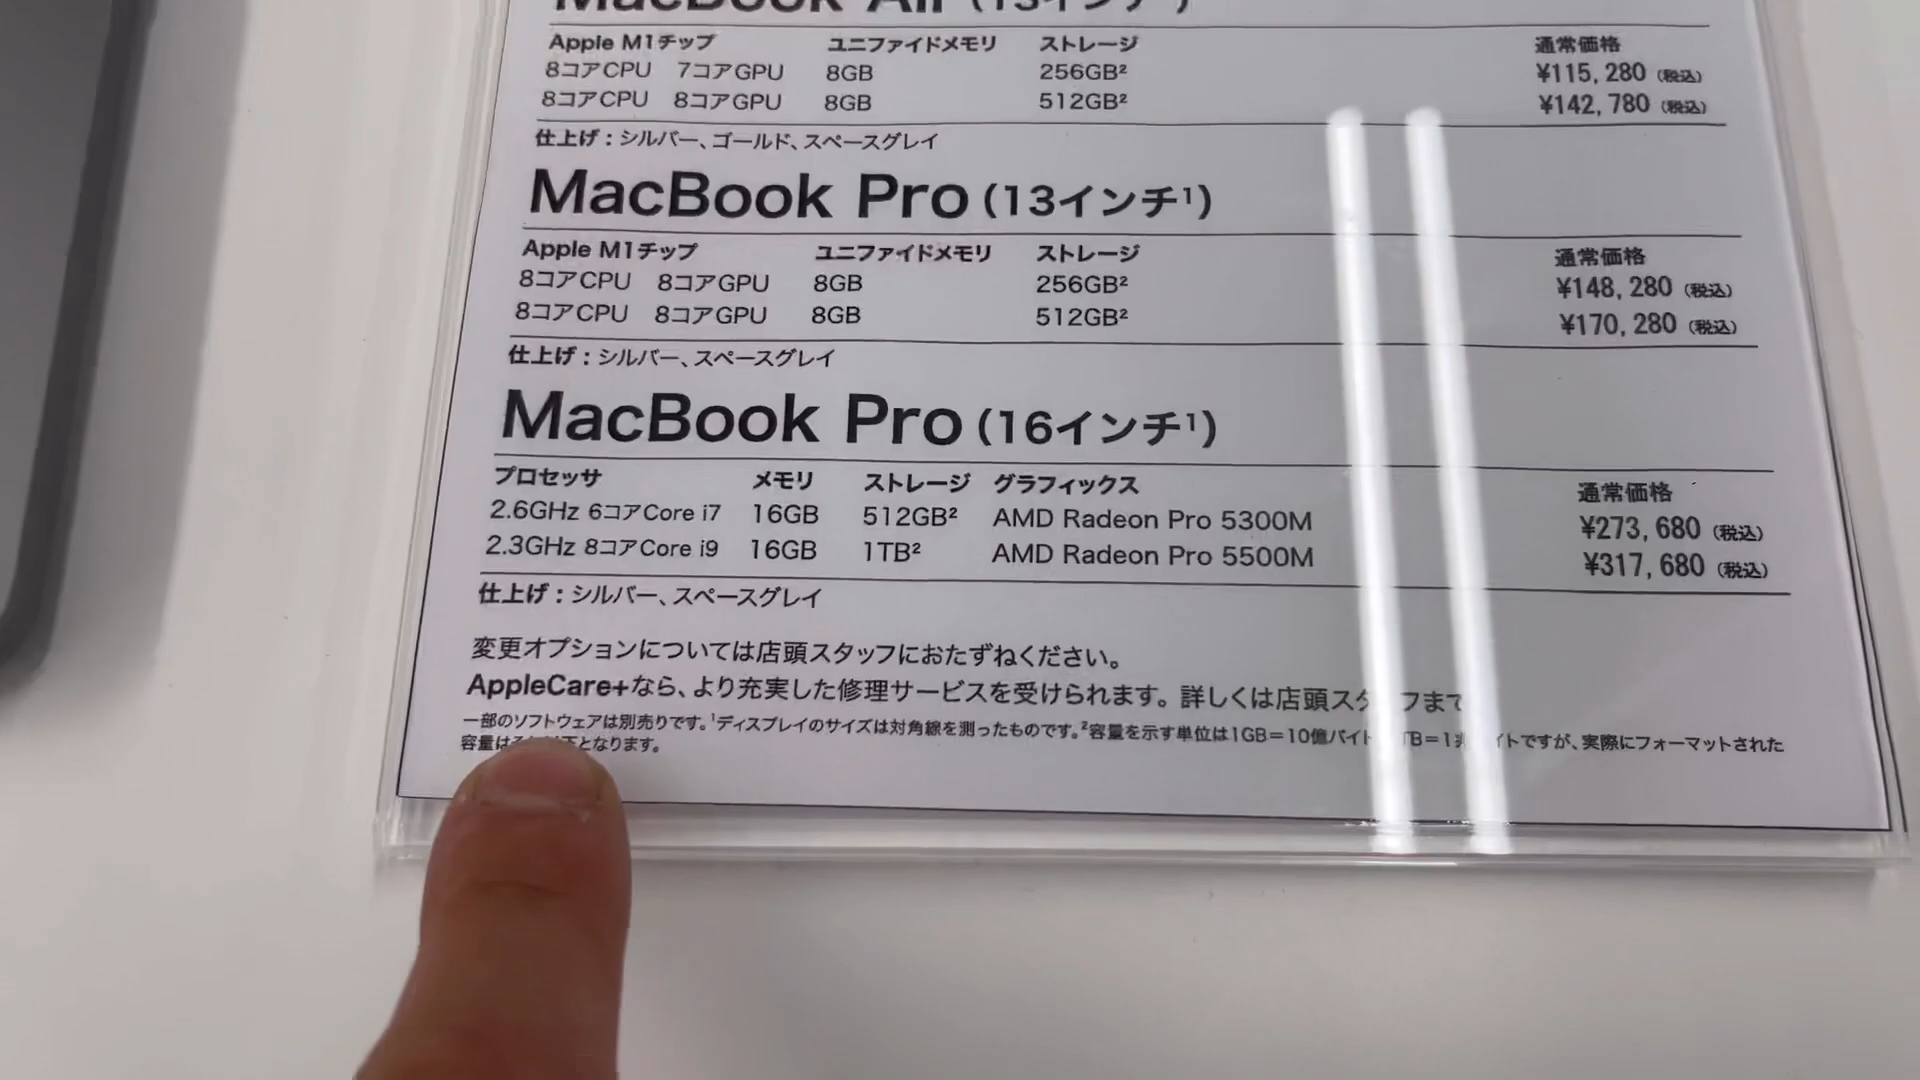 MacBook Air (13インチ¹)
Apple M1チップ ユニファイドメモリ ストレージ 通常価格
8コアCPU 7コアGPU 8GB 256GB² ¥115,280 (税込)
8コアCPU 8コアGPU 8GB 512GB² ¥142,780 (税込)
仕上げ：シルバー、ゴールド、スペースグレイ
MacBook Pro (13インチ¹)
Apple M1チップ ユニファイドメモリ ストレージ 通常価格
8コアCPU 8コアGPU 8GB 256GB² ¥148,280 (税込)
8コアCPU 8コアGPU 8GB 512GB² ¥170,280 (税込)
仕上げ：シルバー、スペースグレイ
MacBook Pro (16インチ¹)
プロセッサ メモリ ストレージ グラフィックス 通常価格
2.6GHz 6コアCore i7 16GB 512GB² AMD Radeon Pro 5300M ¥273,680 (税込)
2.3GHz 8コアCore i9 16GB 1TB² AMD Radeon Pro 5500M ¥317,680 (税込)
仕上げ：シルバー、スペースグレイ
変更オプションについては店頭スタッフにおたずねください。
AppleCare+なら、より充実した修理サービスを受けられます。詳しくは店頭スタッフまで
一部のソフトウェアは別売りです。¹ディスプレイのサイズは対角線を測ったものです。²容量を示す単位は1GB=10億バイト TB=1兆バイトですが、実際にフォーマットされた
容量は となります。